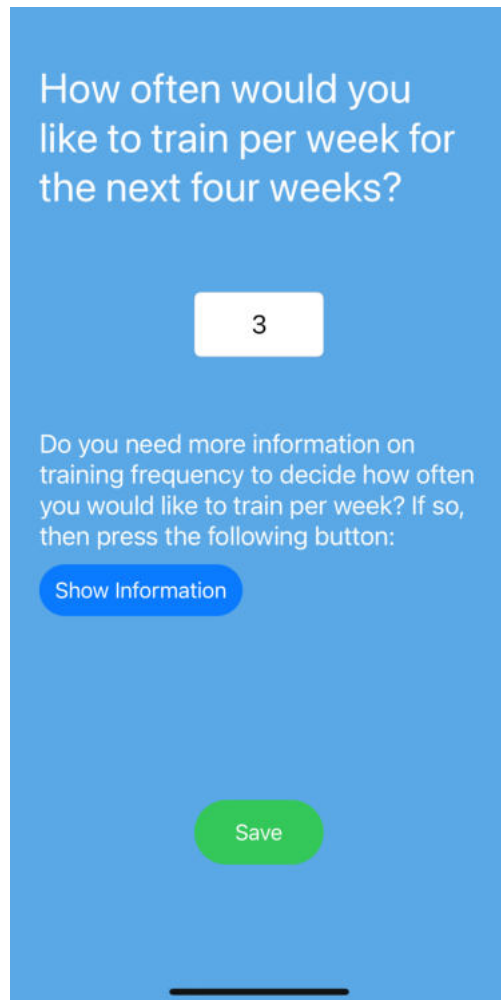 How often would you
like to train per week for
the next four weeks?
3
Do you need more information on
training frequency to decide how often
you would like to train per week? If so,
then press the following button:
Show Information
Save